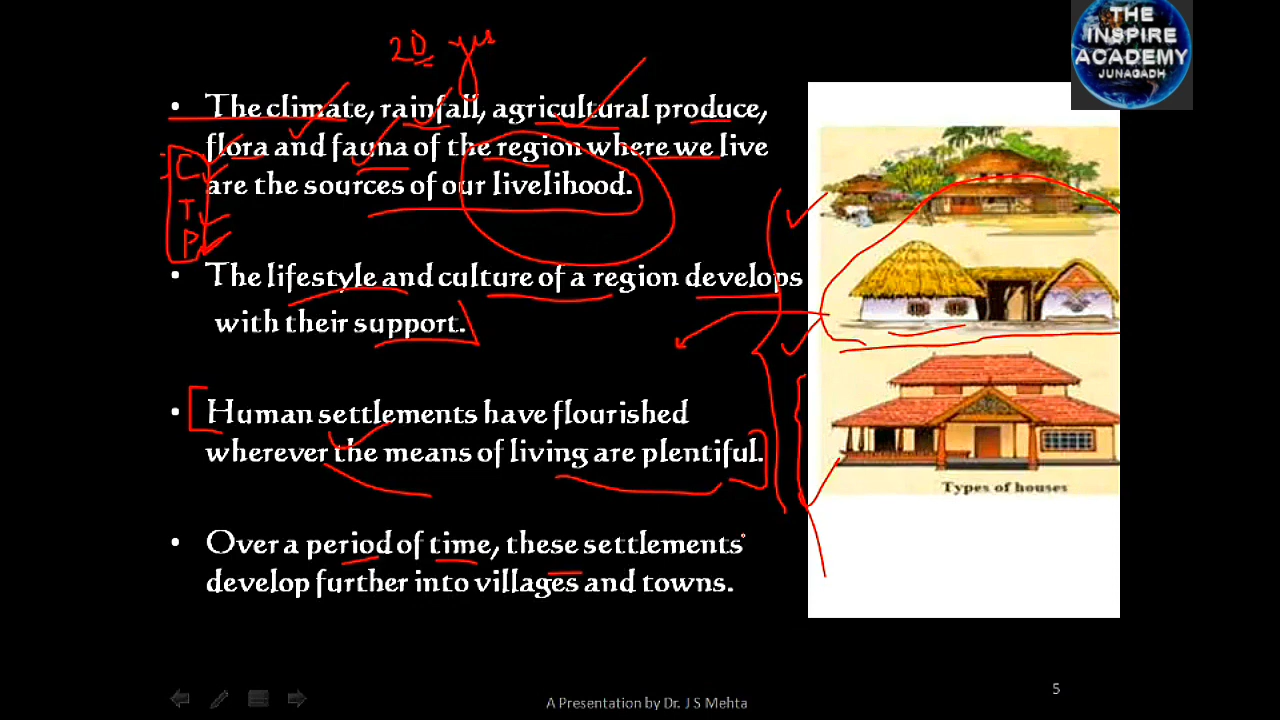 20 yrs
THE
INSPIRE
ACADEMY
JUNAGADH
• The climate, rainfall, agricultural produce,
flora and fauna of the region where we live
are the sources of our livelihood.
C
T
P
• The lifestyle and culture of a region develops
with their support.
• Human settlements have flourished
wherever the means of living are plentiful.
Types of houses
• Over a period of time, these settlements
develop further into villages and towns.
A Presentation by Dr. J S Mehta
5